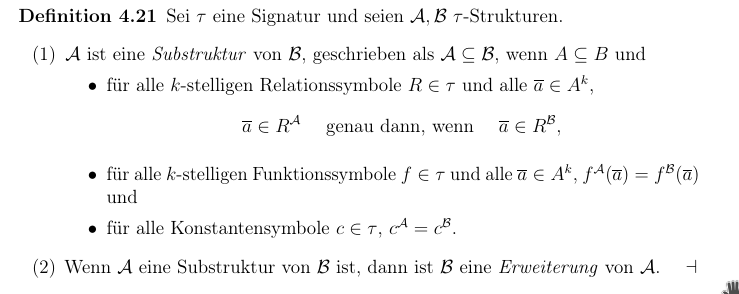 Definition 4.21 Sei τ eine Signatur und seien 𝒜, ℬ τ-Strukturen.
(1) 𝒜 ist eine Substruktur von ℬ, geschrieben als 𝒜 ⊆ ℬ, wenn A ⊆ B und
• für alle k-stelligen Relationssymbole R ∈ τ und alle a̅ ∈ Aᵏ,
a̅ ∈ R^𝒜 genau dann, wenn a̅ ∈ R^ℬ,
• für alle k-stelligen Funktionssymbole f ∈ τ und alle a̅ ∈ Aᵏ, f^𝒜(a̅) = f^ℬ(a̅)
und
• für alle Konstantensymbole c ∈ τ, c^𝒜 = c^ℬ.
(2) Wenn 𝒜 eine Substruktur von ℬ ist, dann ist ℬ eine Erweiterung von 𝒜. ⊣